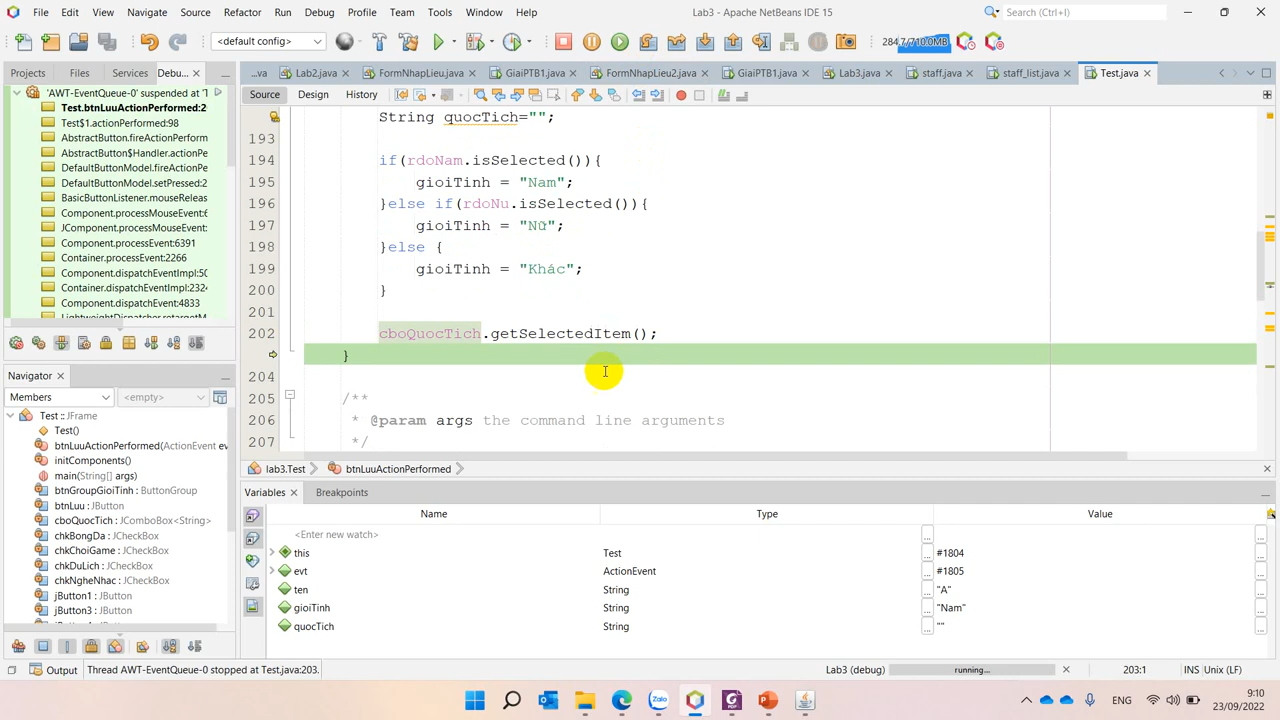 File Edit View Navigate Source Refactor Run Debug Profile Team Tools Window Help
Lab3 - Apache NetBeans IDE 15
Search (Ctrl+I)
<default config>
284.7/710.0MB
Projects Files Services Debu...
...va Lab2.java FormNhapLieu.java GiaiPTB1.java FormNhapLieu2.java GiaiPTB1.java Lab3.java staff.java staff_list.java Test.java
Source Design History
'AWT-EventQueue-0' suspended at 'T
Test.btnLuuActionPerformed:2
Test$1.actionPerformed:98
AbstractButton.fireActionPerform
AbstractButton$Handler.actionPe
DefaultButtonModel.fireActionPe
DefaultButtonModel.setPressed:2
BasicButtonListener.mouseReleas
Component.processMouseEvent:6
JComponent.processMouseEvent:
Component.processEvent:6391
Container.processEvent:2266
Component.dispatchEventImpl:50
Container.dispatchEventImpl:2324
Component.dispatchEvent:4833
LightweightDispatcher.retargetM
String quocTich="";
193
194 if(rdoNam.isSelected()){
195 gioiTinh = "Nam";
196 }else if(rdoNu.isSelected()){
197 gioiTinh = "Nữ";
198 }else {
199 gioiTinh = "Khác";
200 }
201
202 cboQuocTich.getSelectedItem();
}
204
205 /**
206 * @param args the command line arguments
207 */
lab3.Test btnLuuActionPerformed
Navigator
Members <empty>
Test :: JFrame
Test()
btnLuuActionPerformed(ActionEvent ev
initComponents()
main(String[] args)
btnGroupGioiTinh : ButtonGroup
btnLuu : JButton
cboQuocTich : JComboBox<String>
chkBongDa : JCheckBox
chkChoiGame : JCheckBox
chkDuLich : JCheckBox
chkNgheNhac : JCheckBox
jButton1 : JButton
jButton3 : JButton
Variables Breakpoints
Name Type Value
<Enter new watch>
this Test #1804
evt ActionEvent #1805
ten String "A"
gioiTinh String "Nam"
quocTich String ""
Output Thread AWT-EventQueue-0 stopped at Test.java:203.
Lab3 (debug) running... 203:1 INS Unix (LF)
ENG 9:10
23/09/2022